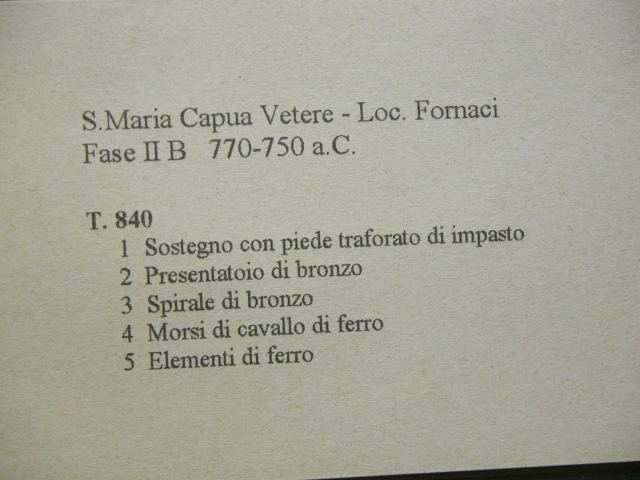 S.Maria Capua Vetere - Loc. Fornaci
Fase II B 770-750 a.C.
T. 840
1 Sostegno con piede traforato di impasto
2 Presentatoio di bronzo
3 Spirale di bronzo
4 Morsi di cavallo di ferro
5 Elementi di ferro